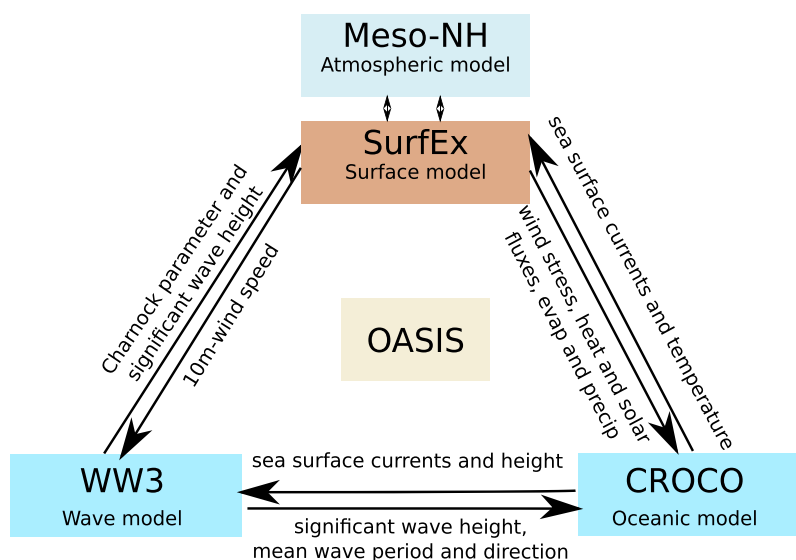 Meso-NH
Atmospheric model
SurfEx
Surface model
Charnock parameter and
significant wave height
10m-wind speed
sea surface currents and temperature
wind stress, heat and solar
fluxes, evap and precip
OASIS
WW3
Wave model
sea surface currents and height
significant wave height,
mean wave period and direction
CROCO
Oceanic model